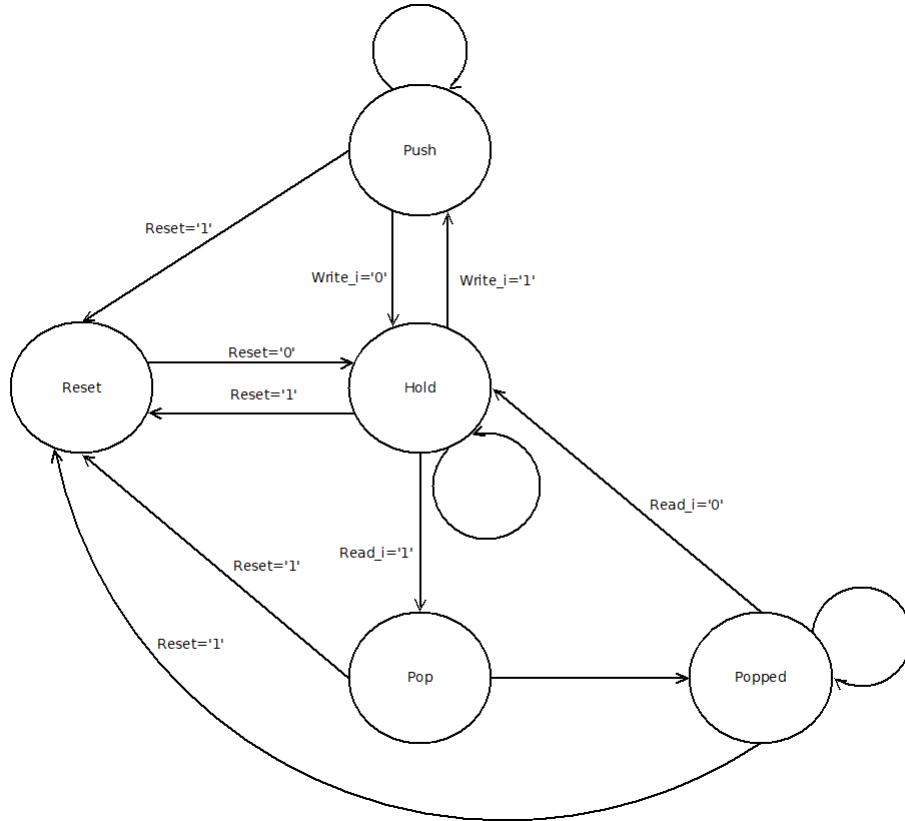 Push
Reset='1'
Write_i='0'
Write_i='1'
Reset='0'
Reset
Hold
Reset='1'
Read_i='0'
Read_i='1'
Reset='1'
Reset='1'
Pop
Popped